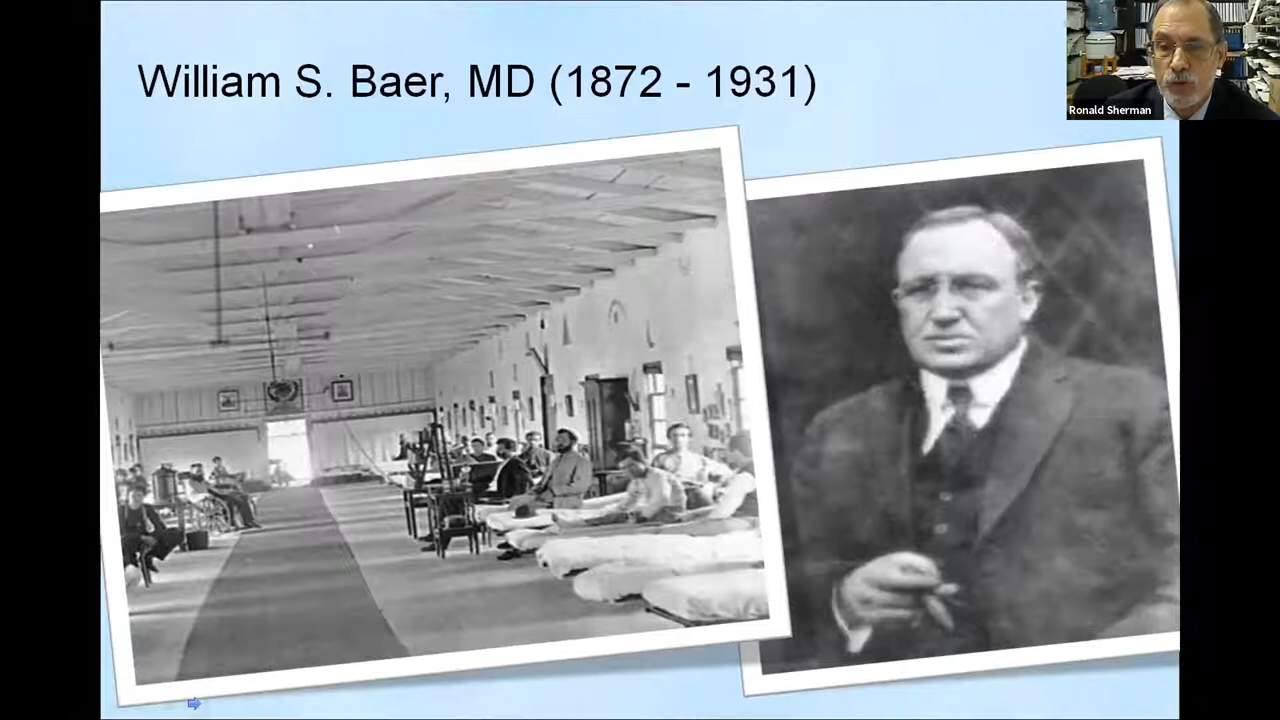 William S. Baer, MD (1872 - 1931)
Ronald Sherman